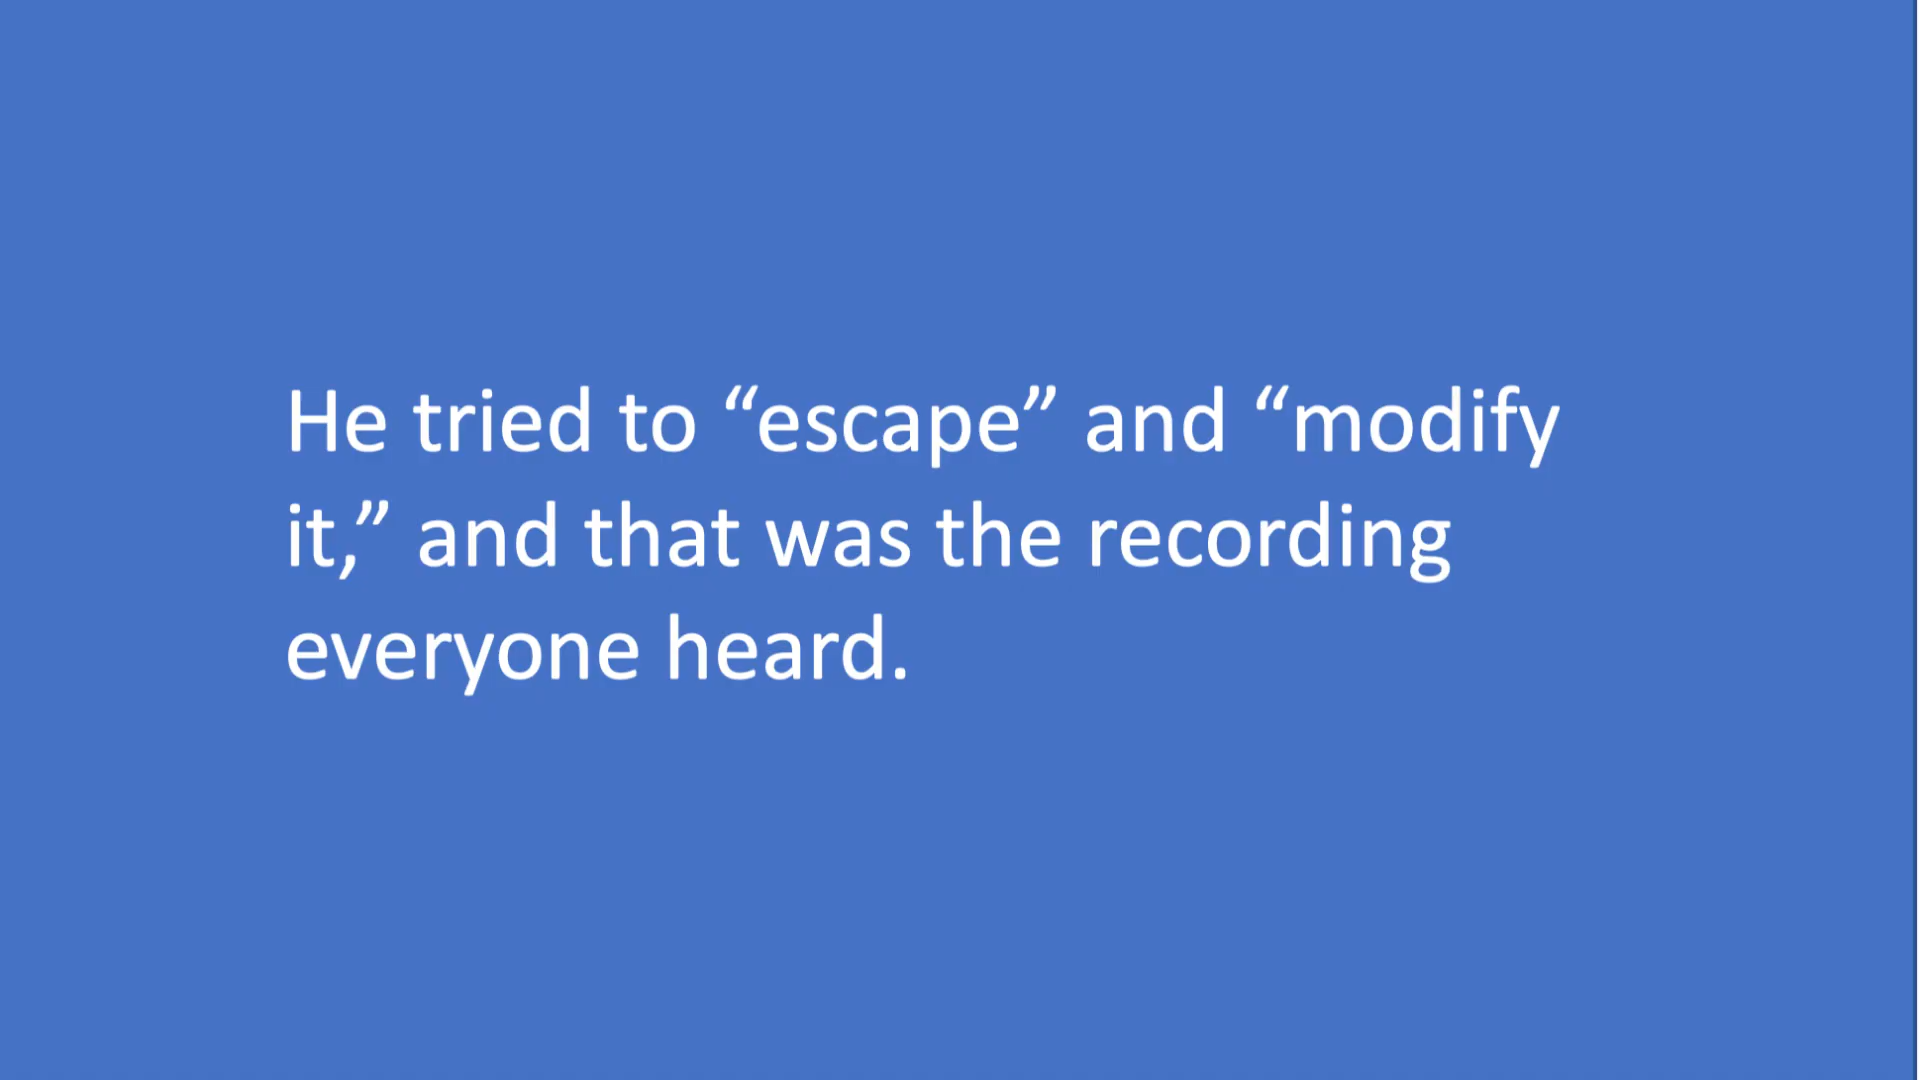 He tried to “escape” and “modify
it,” and that was the recording
everyone heard.